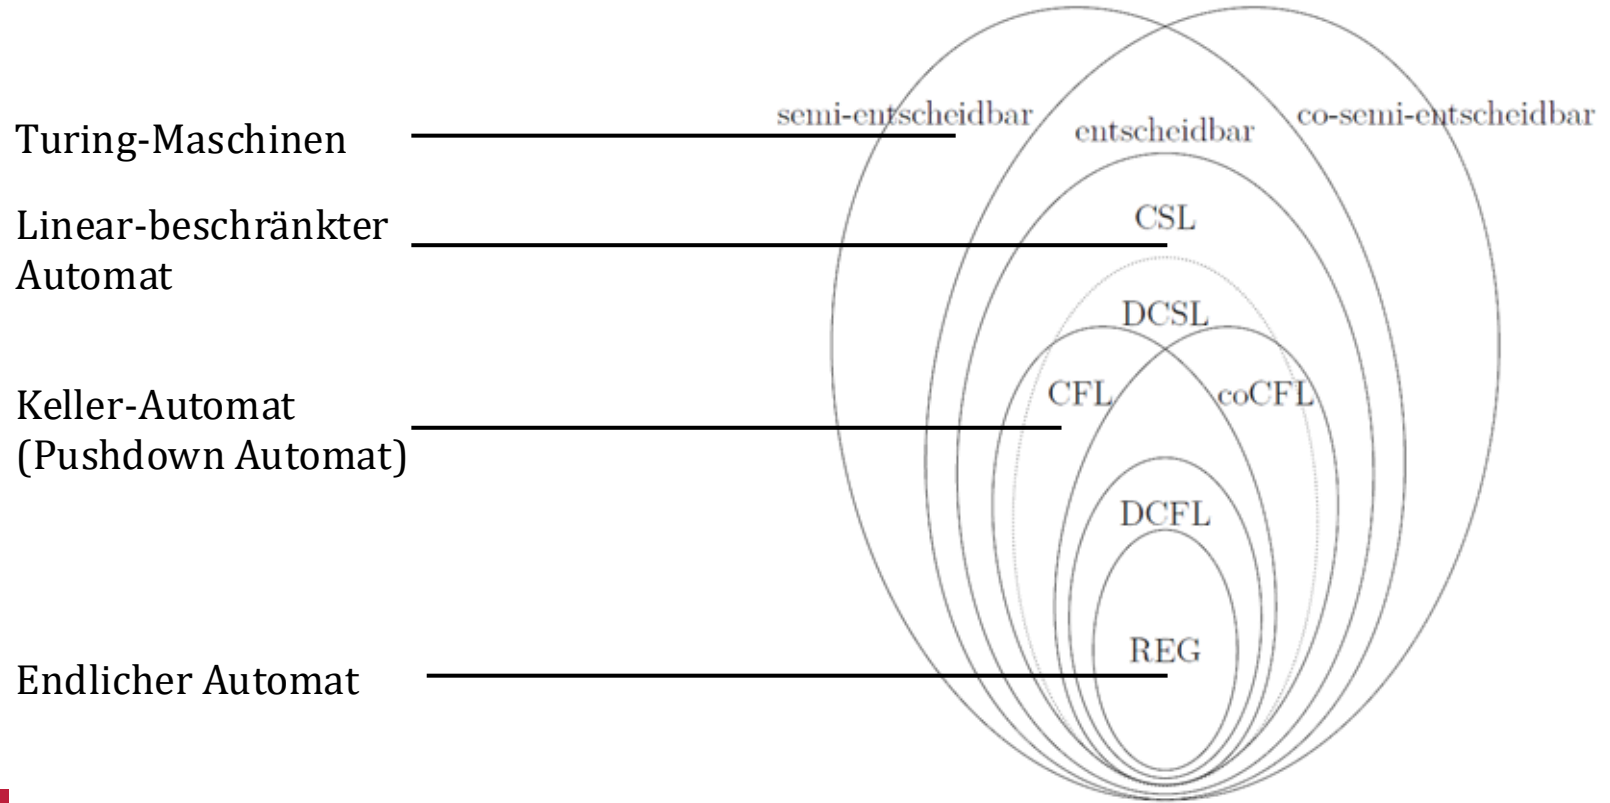 Turing-Maschinen
Linear-beschränkter
Automat
Keller-Automat
(Pushdown Automat)
Endlicher Automat
semi-entscheidbar
entscheidbar
co-semi-entscheidbar
CSL
DCSL
CFL
coCFL
DCFL
REG